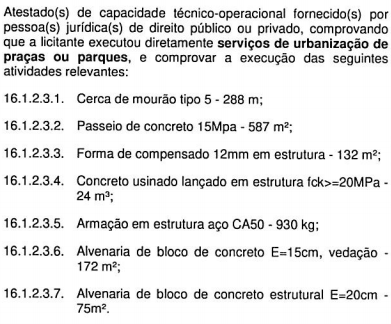 Atestado(s) de capacidade técnico-operacional fornecido(s) por
pessoa(s) jurídica(s) de direito público ou privado, comprovando
que a licitante executou diretamente serviços de urbanização de
praças ou parques, e comprovar a execução das seguintes
atividades relevantes:
16.1.2.3.1. Cerca de mourão tipo 5 - 288 m;
16.1.2.3.2. Passeio de concreto 15Mpa - 587 m²;
16.1.2.3.3. Forma de compensado 12mm em estrutura - 132 m²;
16.1.2.3.4. Concreto usinado lançado em estrutura fck>=20MPa -
24 m³;
16.1.2.3.5. Armação em estrutura aço CA50 - 930 kg;
16.1.2.3.6. Alvenaria de bloco de concreto E=15cm, vedação -
172 m²;
16.1.2.3.7. Alvenaria de bloco de concreto estrutural E=20cm -
75m².